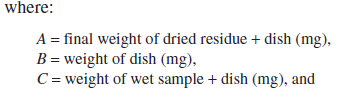 where:
A = final weight of dried residue + dish (mg),
B = weight of dish (mg),
C = weight of wet sample + dish (mg), and